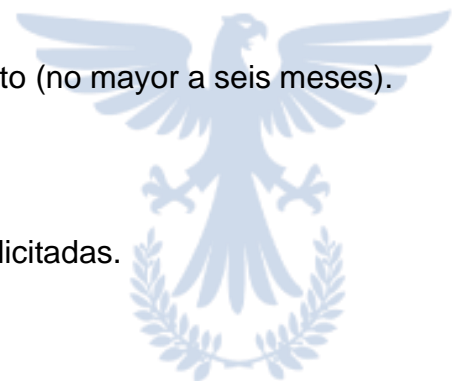 to (no mayor a seis meses).
licitadas.